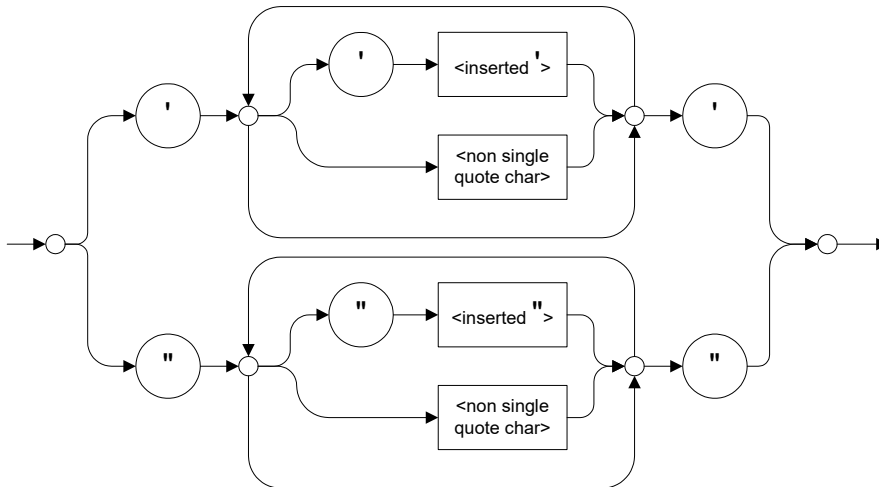 '
<inserted '>
'
'
<non single
quote char>
"
<inserted ">
"
"
<non single
quote char>